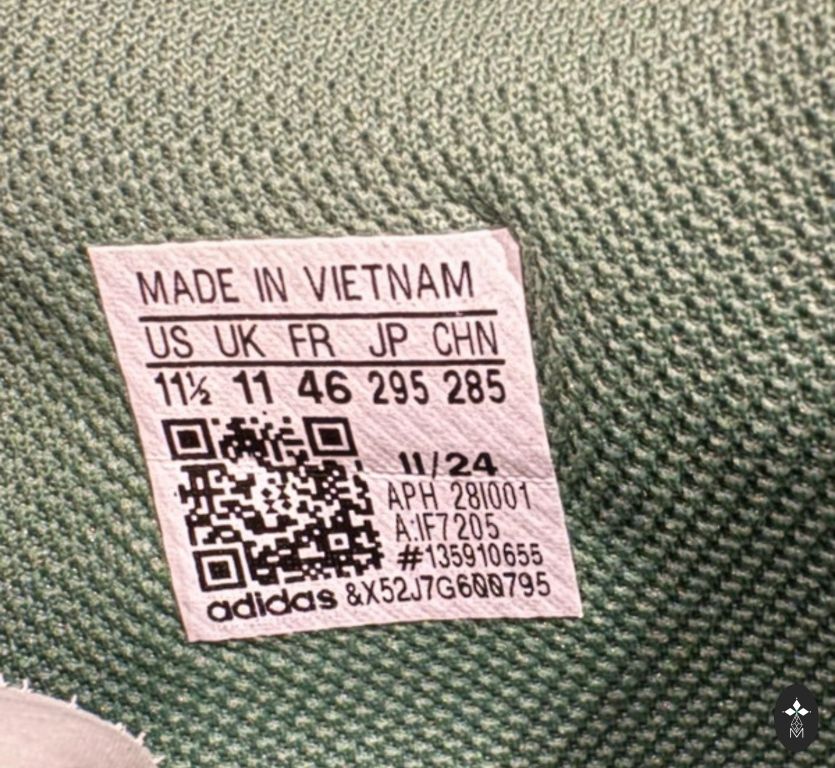 MADE IN VIETNAM
US UK FR JP CHN
11½ 11 46 295 285
11/24
APH 28I001
A:IF7205
#135910655
adidas &X52J7G600795
M